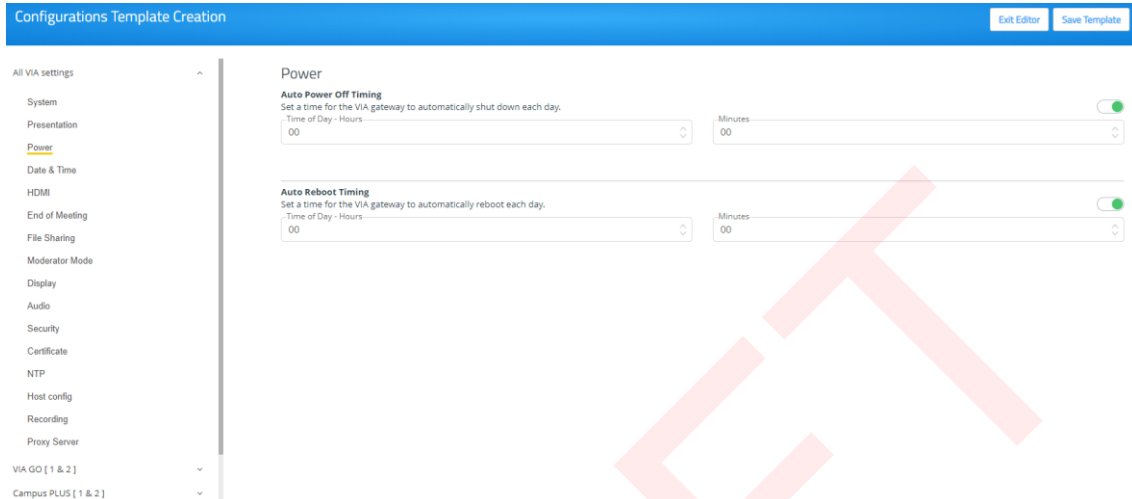 Configurations Template Creation
Exit Editor
Save Template
All VIA settings
System
Presentation
Power
Date & Time
HDMI
End of Meeting
File Sharing
Moderator Mode
Display
Audio
Security
Certificate
NTP
Host config
Recording
Proxy Server
VIA GO [ 1 & 2 ]
Campus PLUS [ 1 & 2 ]
Power
Auto Power Off Timing
Set a time for the VIA gateway to automatically shut down each day.
Time of Day - Hours
00
Minutes
00
Auto Reboot Timing
Set a time for the VIA gateway to automatically reboot each day.
Time of Day - Hours
00
Minutes
00